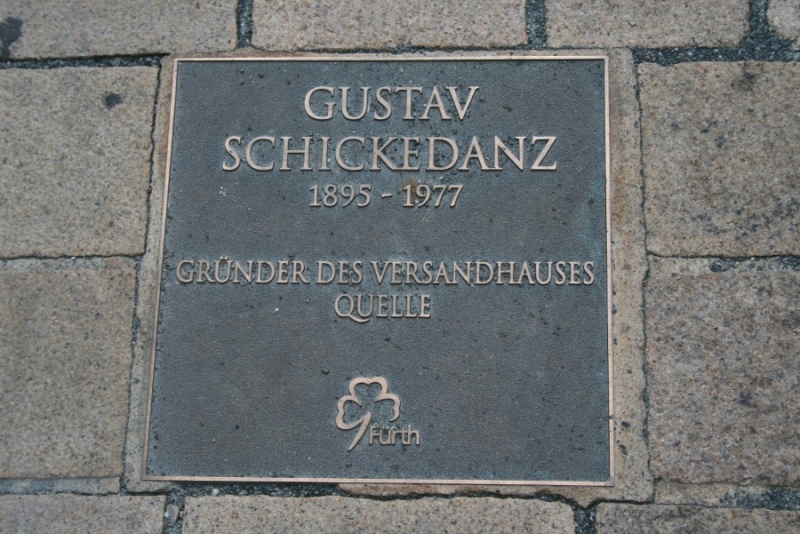 GUSTAV
SCHICKEDANZ
1895 - 1977
GRÜNDER DES VERSANDHAUSES
QUELLE
Fürth